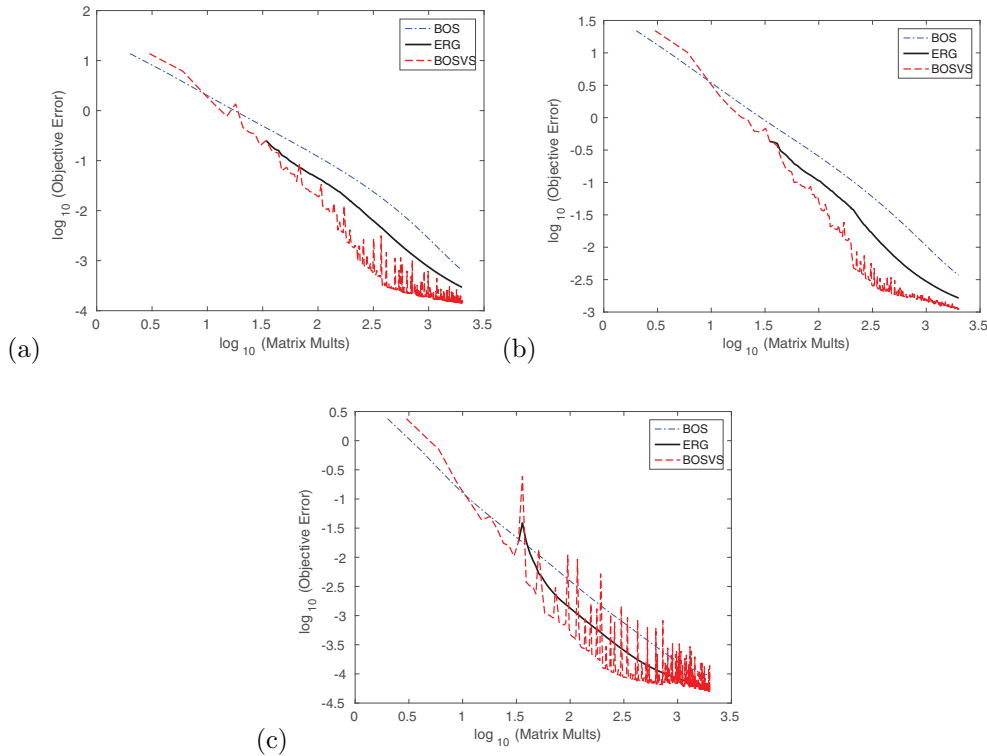 2
1
0
-1
-2
-3
-4
0 0.5 1 1.5 2 2.5 3 3.5
log 10 (Objective Error)
log 10 (Matrix Mults)
BOS
ERG
BOSVS
(a)
1.5
1
0.5
0
-0.5
-1
-1.5
-2
-2.5
-3
0 0.5 1 1.5 2 2.5 3 3.5
log 10 (Objective Error)
log 10 (Matrix Mults)
BOS
ERG
BOSVS
(b)
0.5
0
-0.5
-1
-1.5
-2
-2.5
-3
-3.5
-4
-4.5
0 0.5 1 1.5 2 2.5 3 3.5
log 10 (Objective Error)
log 10 (Matrix Mults)
BOS
ERG
BOSVS
(c)